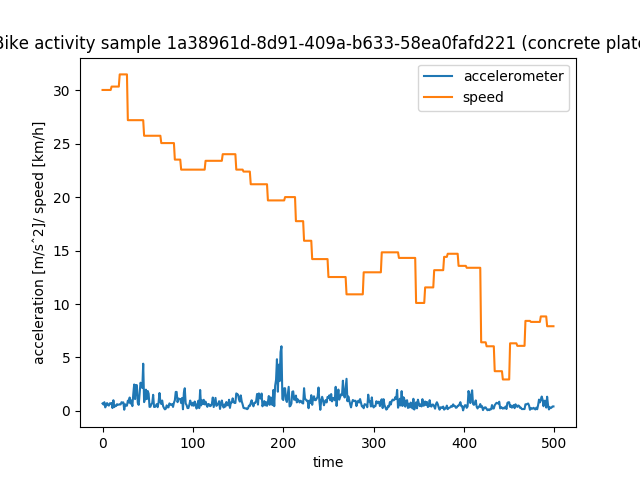 Bike activity sample 1a38961d-8d91-409a-b633-58ea0fafd221 (concrete plate
accelerometer
speed
acceleration [m/s^2]/ speed [km/h]
30
25
20
15
10
5
0
0 100 200 300 400 500
time